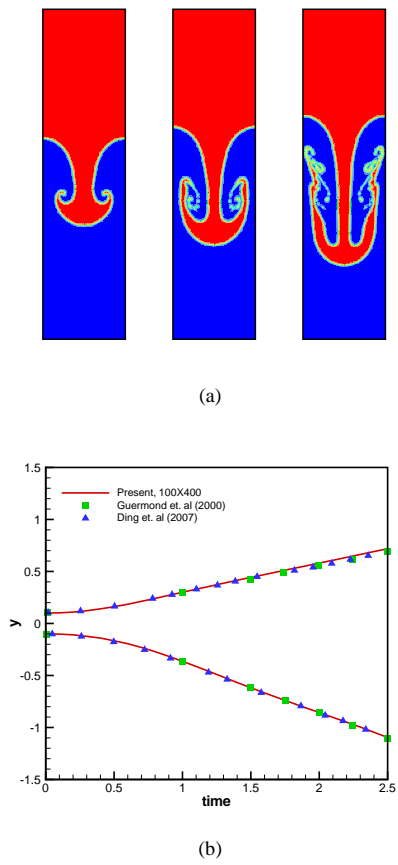 (a)
1.5
1
0.5
0
-0.5
-1
-1.5
y
Present, 100X400
Guermond et. al (2000)
Ding et. al (2007)
0 0.5 1 1.5 2 2.5
time
(b)